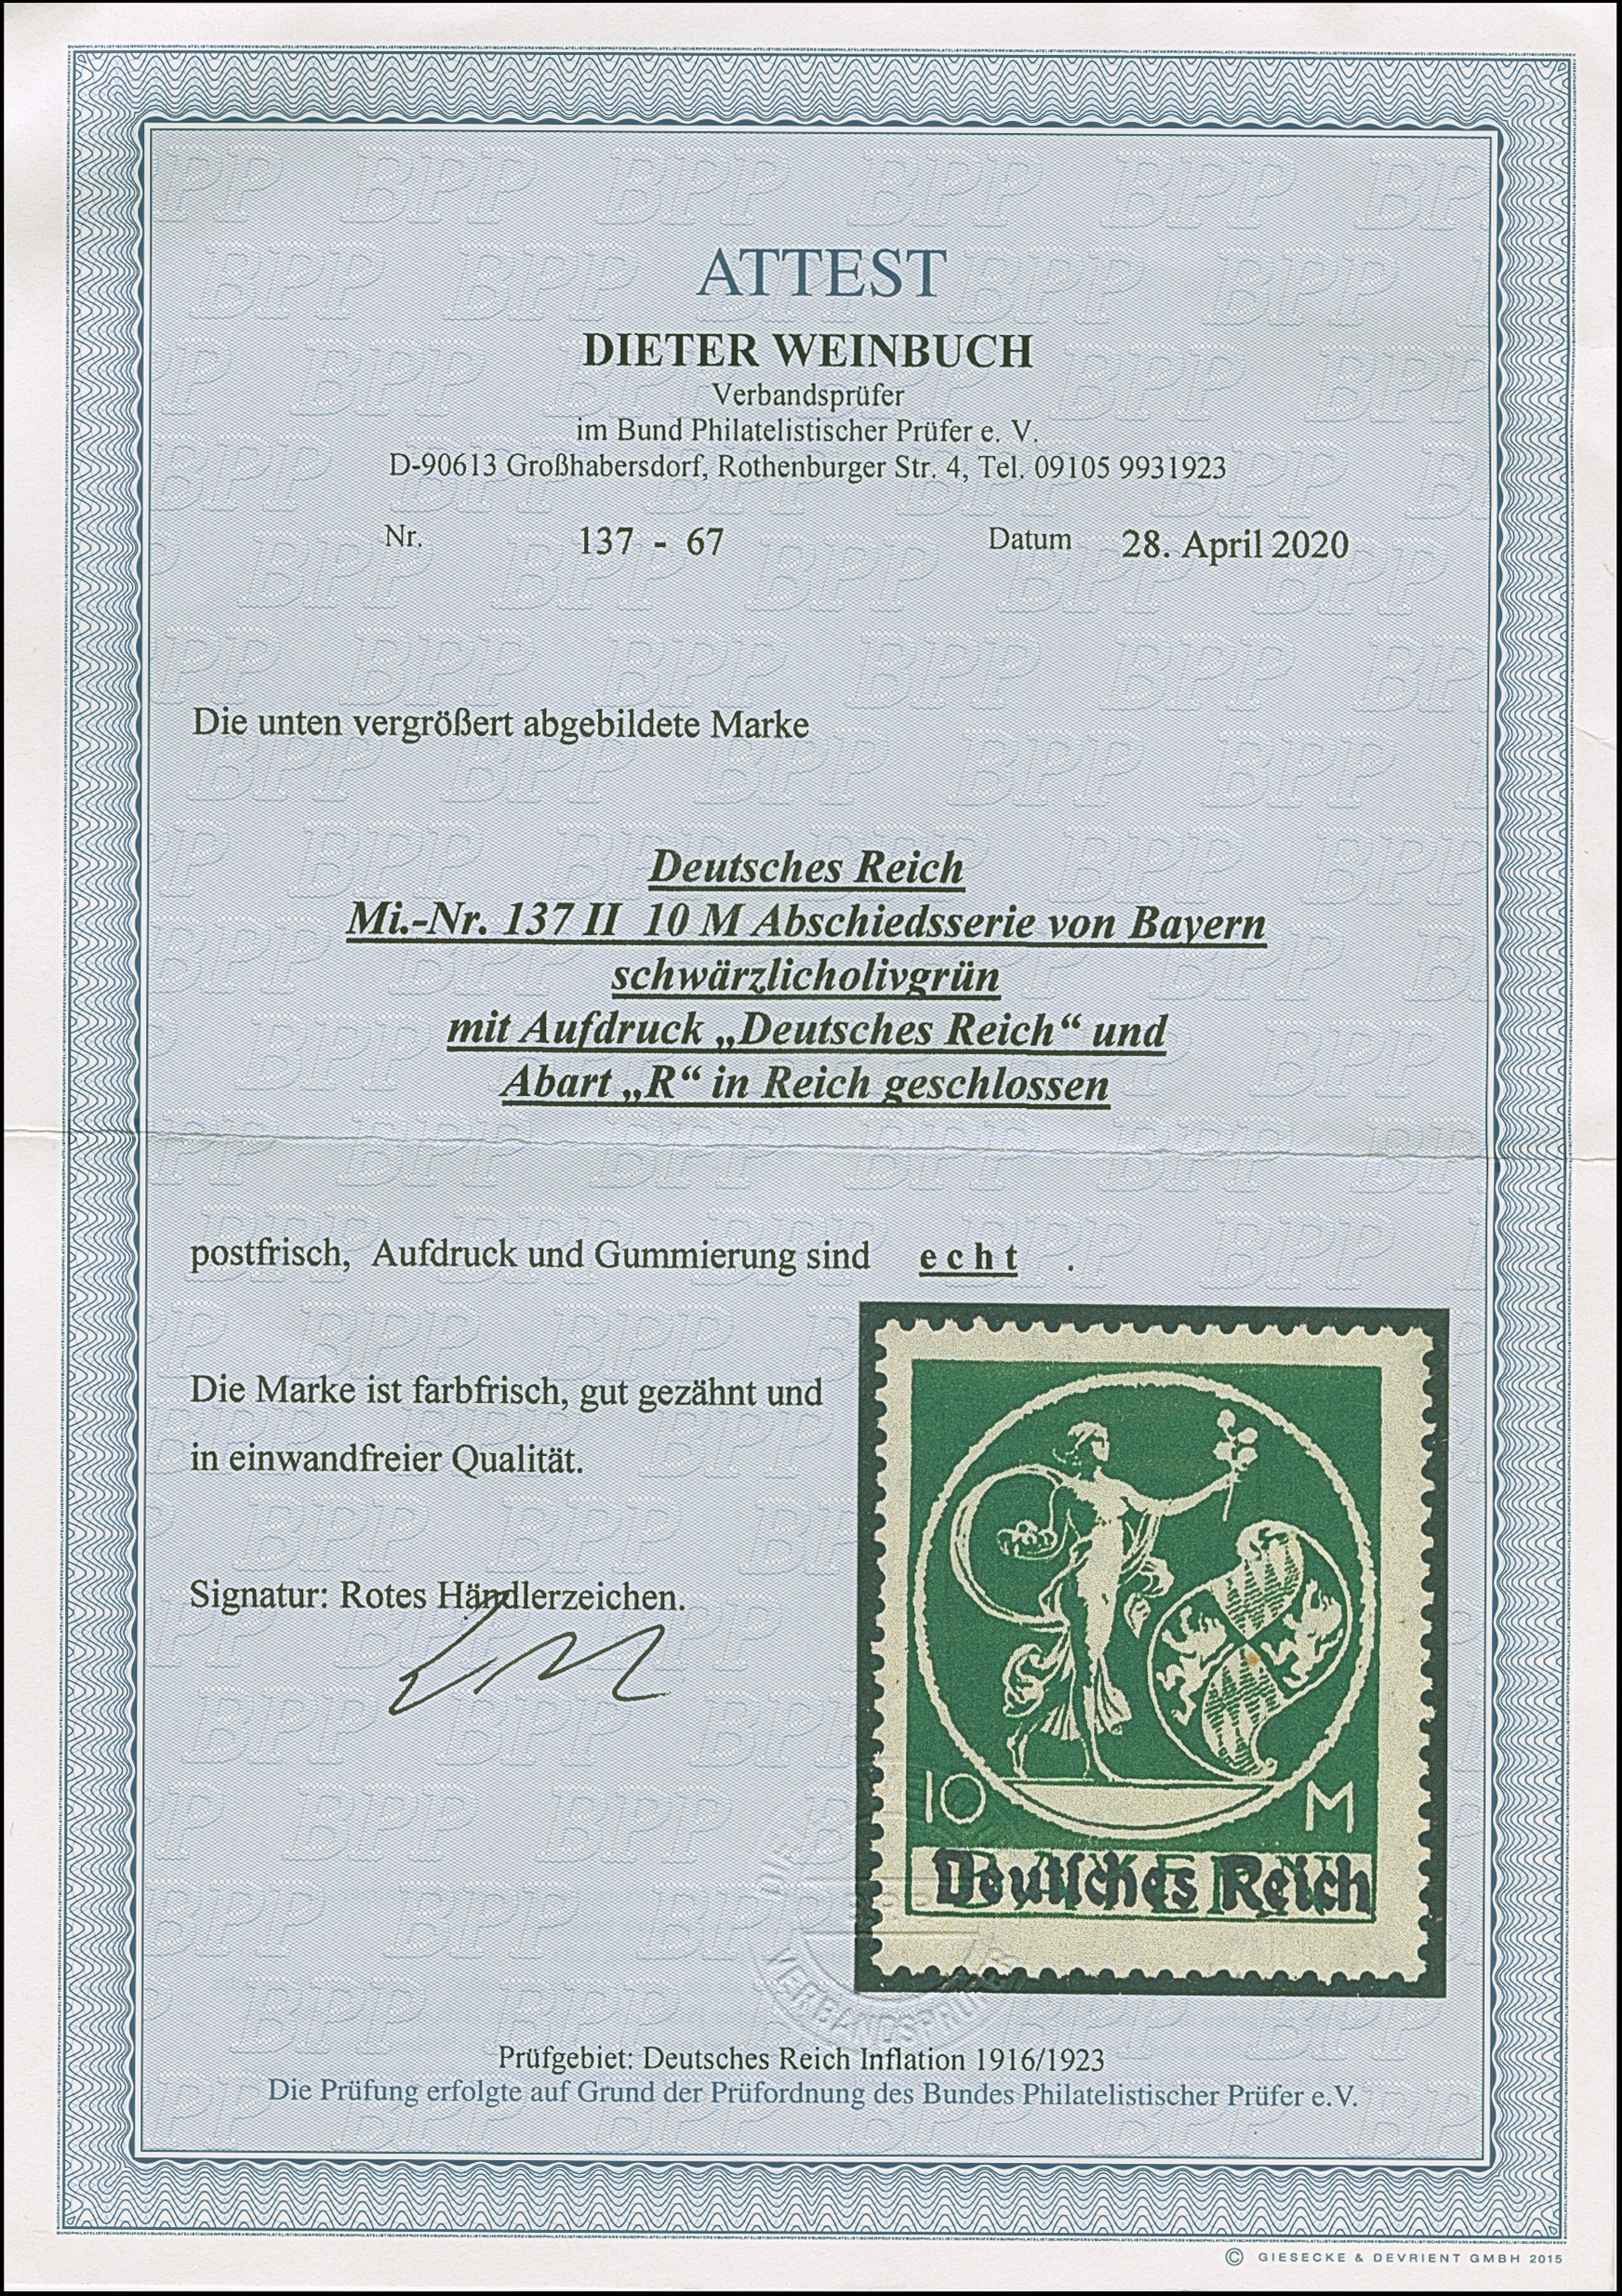 ATTEST
DIETER WEINBUCH
Verbandsprüfer
im Bund Philatelistischer Prüfer e. V.
D-90613 Großhabersdorf, Rothenburger Str. 4, Tel. 09105 9931923
Nr. 137 - 67 Datum 28. April 2020
Die unten vergrößert abgebildete Marke
Deutsches Reich
Mi.-Nr. 137 II 10 M Abschiedsserie von Bayern
schwärzlicholivgrün
mit Aufdruck „Deutsches Reich“ und
Abart „R“ in Reich geschlossen
postfrisch, Aufdruck und Gummierung sind echt .
Die Marke ist farbfrisch, gut gezähnt und
in einwandfreier Qualität.
Signatur: Rotes Händlerzeichen.
10 M
Deutsches Reich
VERBANDSPRÜFER
Prüfgebiet: Deutsches Reich Inflation 1916/1923
Die Prüfung erfolgte auf Grund der Prüfordnung des Bundes Philatelistischer Prüfer e.V.
© GIESECKE & DEVRIENT GMBH 2015